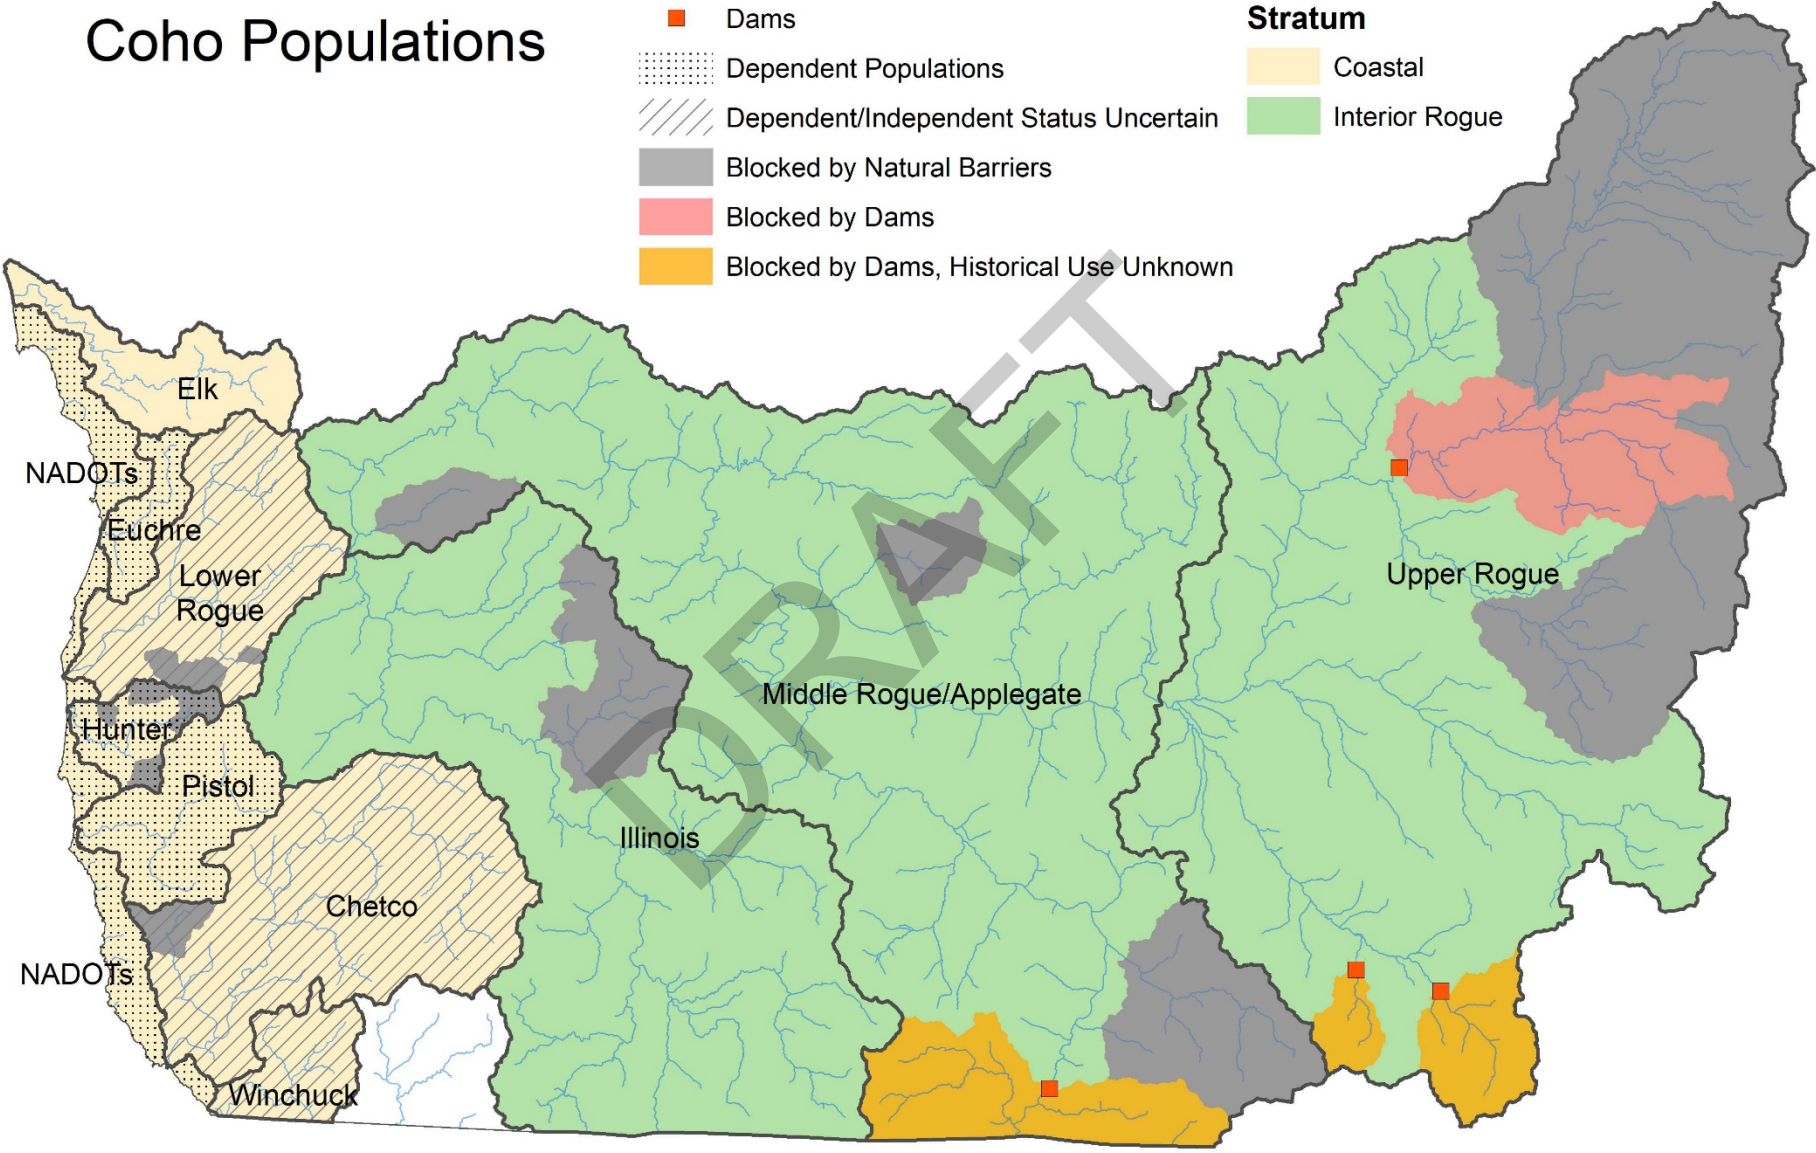 Coho Populations
Dams
Dependent Populations
Dependent/Independent Status Uncertain
Blocked by Natural Barriers
Blocked by Dams
Blocked by Dams, Historical Use Unknown
Stratum
Coastal
Interior Rogue
Elk
NADOTs
Euchre
Lower
Rogue
Upper Rogue
Middle Rogue/Applegate
Hunter
Pistol
Illinois
Chetco
NADOTs
Winchuck
DRAFT